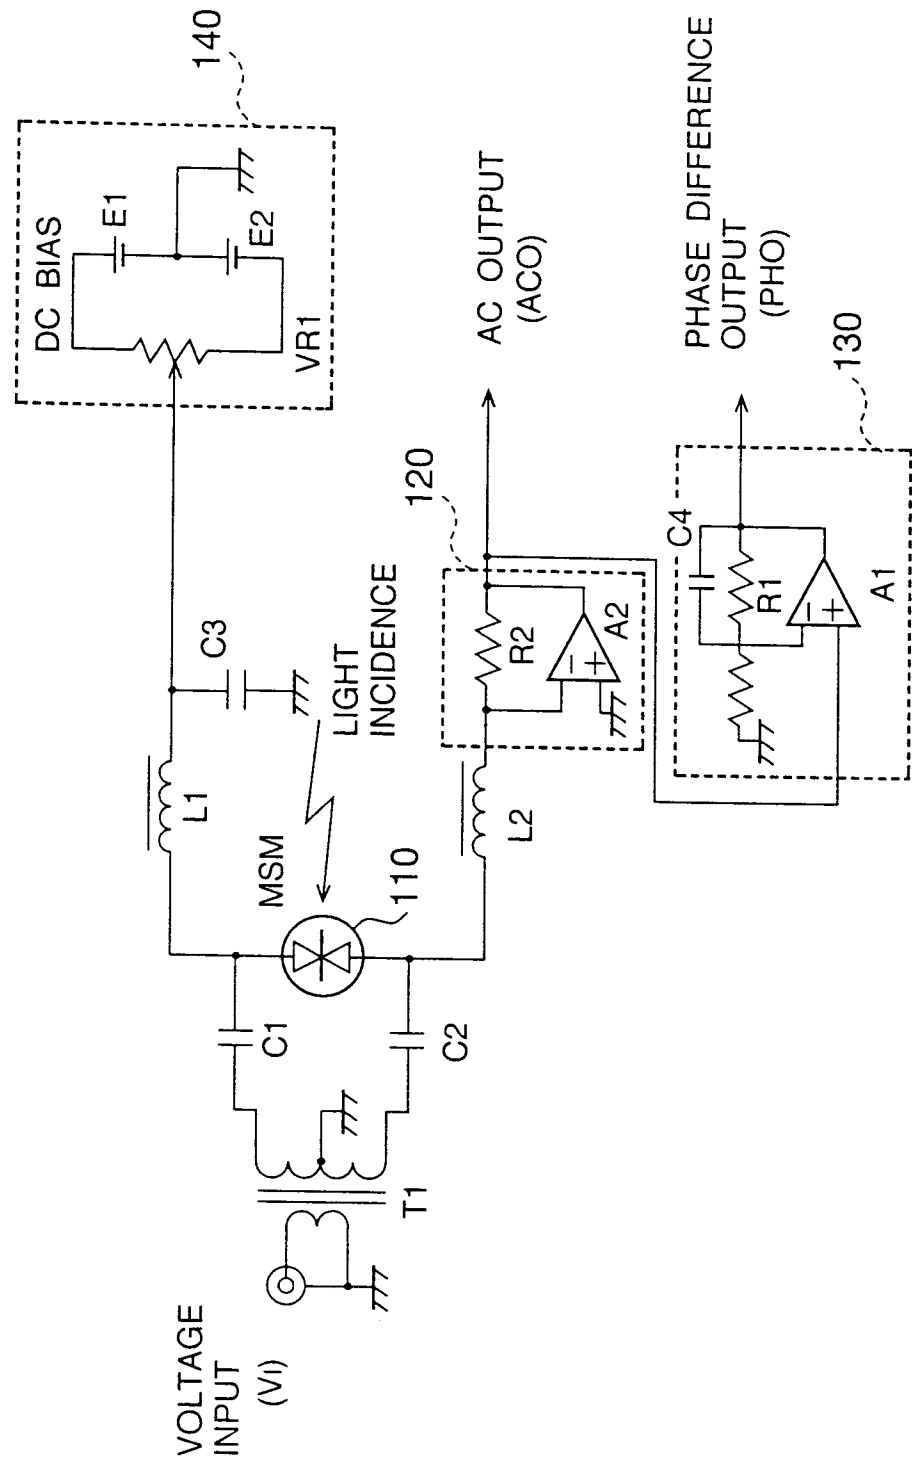 VOLTAGE
INPUT
(VI)
T1
C1
C2
MSM
110
LIGHT
INCIDENCE
L1
L2
C3
DC BIAS
E1
E2
VR1
140
120
R2
A2
−
+
AC OUTPUT
(ACO)
C4
R1
−
+
A1
130
PHASE DIFFERENCE
OUTPUT
(PHO)